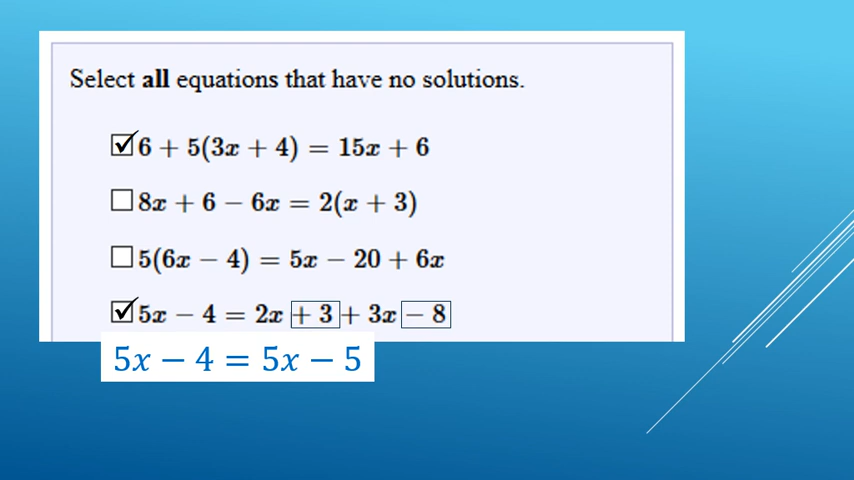 Select all equations that have no solutions.
6 + 5(3x + 4) = 15x + 6
8x + 6 − 6x = 2(x + 3)
5(6x − 4) = 5x − 20 + 6x
5x − 4 = 2x + 3 + 3x − 8
5x − 4 = 5x − 5